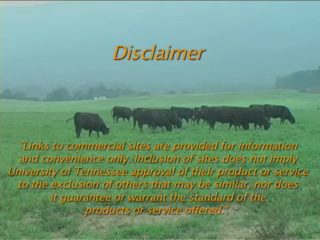 Disclaimer
"Links to commercial sites are provided for information
and convenience only. Inclusion of sites does not imply
University of Tennessee approval of their product or service
to the exclusion of others that may be similar, nor does
it guarantee or warrant the standard of the
products or service offered."